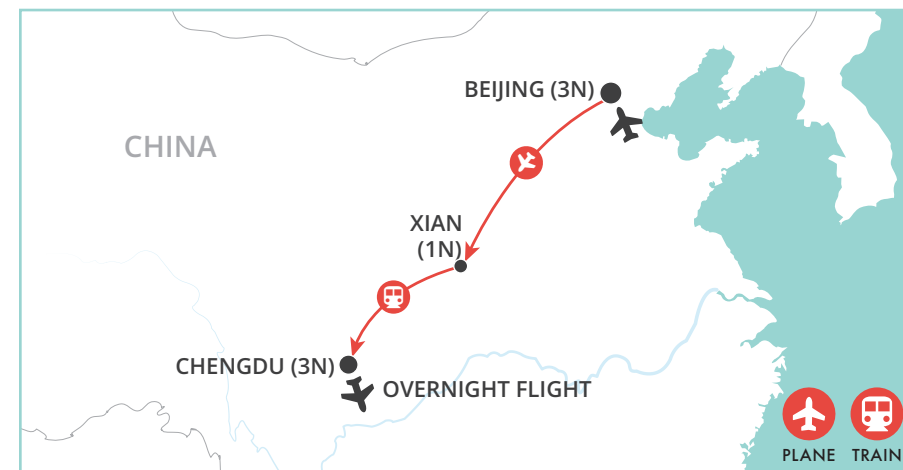 BEIJING (3N)
CHINA
XIAN
(1N)
CHENGDU (3N)
OVERNIGHT FLIGHT
PLANE TRAIN